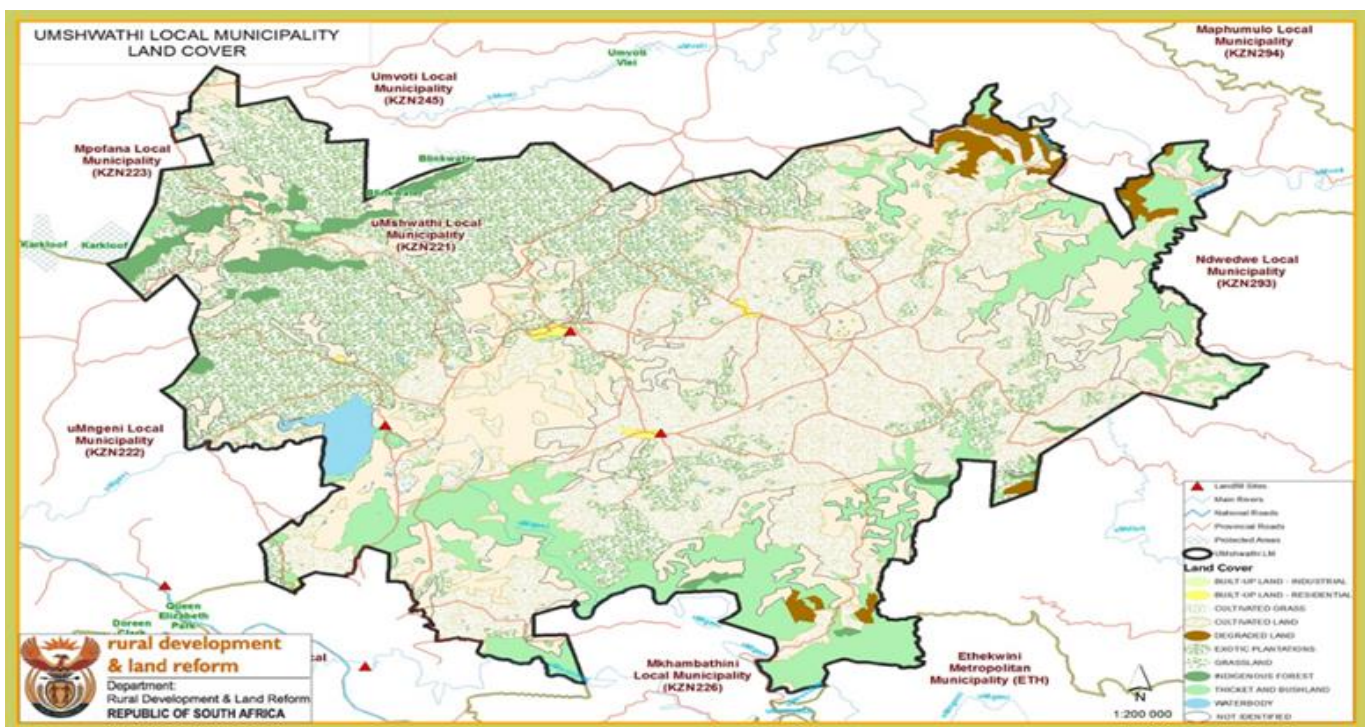 UMSHWATHI LOCAL MUNICIPALITY
LAND COVER
Maphumulo Local
Municipality
(KZN294)
Umvoti
Vlei
Umvoti Local
Municipality
(KZN245)
Mpofana Local
Municipality
(KZN223)
Blinkwater
Blinkwater
uMshwathi Local
Municipality
(KZN221)
Karkloof
Karkloof
Ndwedwe Local
Municipality
(KZN293)
uMngeni Local
Municipality
(KZN222)
Queen
Elizabeth
Park
Doreen
Mkhambathini
Local Municipality
(KZN226)
Ethekwini
Metropolitan
Municipality (ETH)
rural development
& land reform
Department:
Rural Development & Land Reform
REPUBLIC OF SOUTH AFRICA
N
1:200 000
Landfill Sites
Main Rivers
National Roads
Provincial Roads
Protected Areas
UMshwathi LM
Land Cover
BUILT-UP LAND - INDUSTRIAL
BUILT-UP LAND - RESIDENTIAL
CULTIVATED GRASS
CULTIVATED LAND
DEGRADED LAND
EXOTIC PLANTATIONS
GRASSLAND
INDIGENOUS FOREST
THICKET AND BUSHLAND
WATERBODY
NOT IDENTIFIED